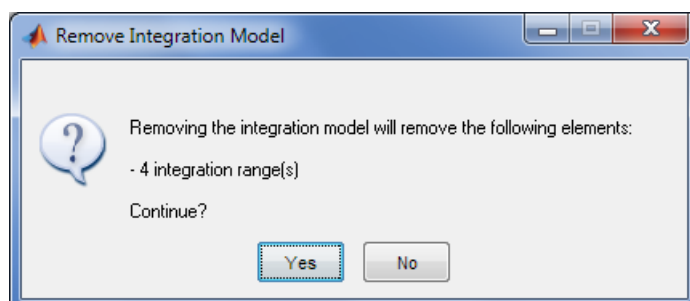 Remove Integration Model
Removing the integration model will remove the following elements:
- 4 integration range(s)
Continue?
Yes No